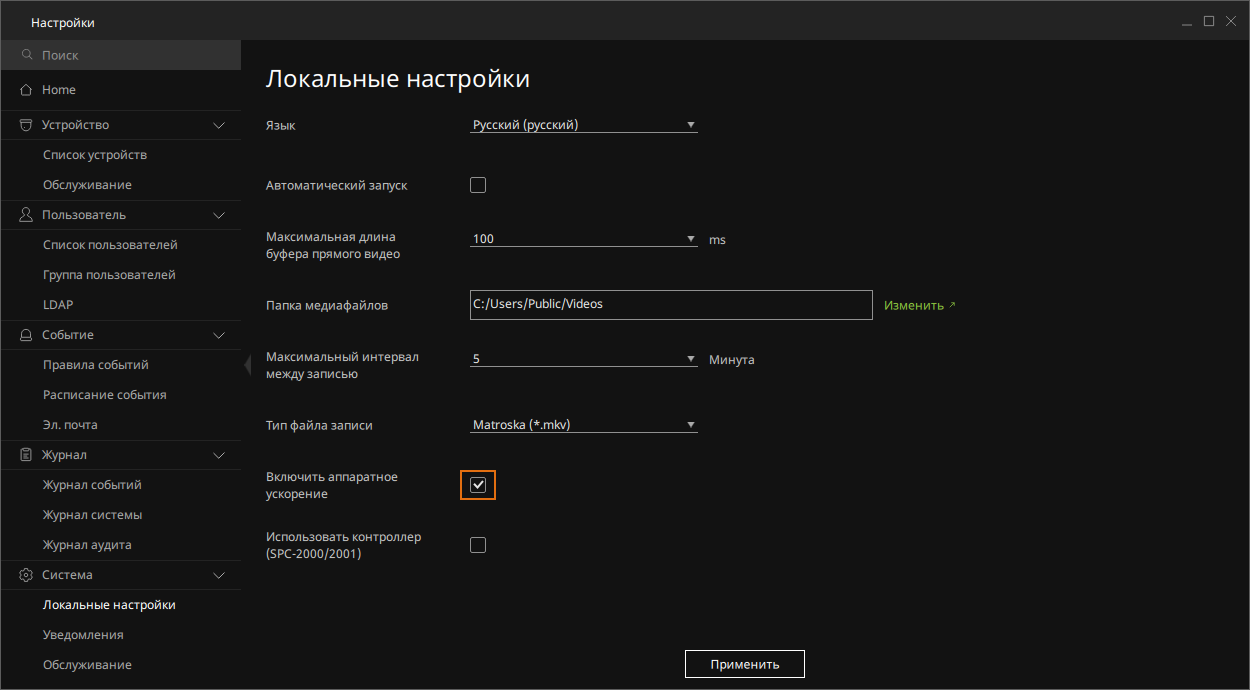 Настройки
Поиск
Home
Устройство
Список устройств
Обслуживание
Пользователь
Список пользователей
Группа пользователей
LDAP
Событие
Правила событий
Расписание события
Эл. почта
Журнал
Журнал событий
Журнал системы
Журнал аудита
Система
Локальные настройки
Уведомления
Обслуживание
Локальные настройки
Язык
Русский (русский)
Автоматический запуск
Максимальная длина
буфера прямого видео
100
ms
Папка медиафайлов
C:/Users/Public/Videos
Изменить
Максимальный интервал
между записью
5
Минута
Тип файла записи
Matroska (*.mkv)
Включить аппаратное
ускорение
Использовать контроллер
(SPC-2000/2001)
Применить